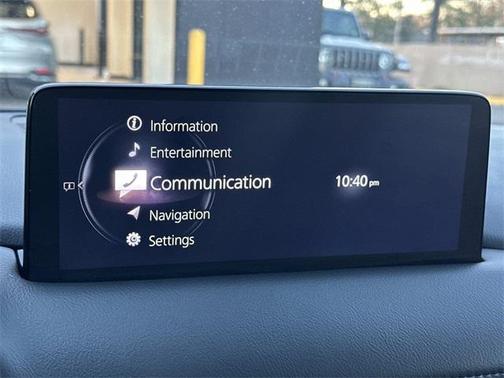 Information
Entertainment
Communication
10:40 pm
Navigation
Settings